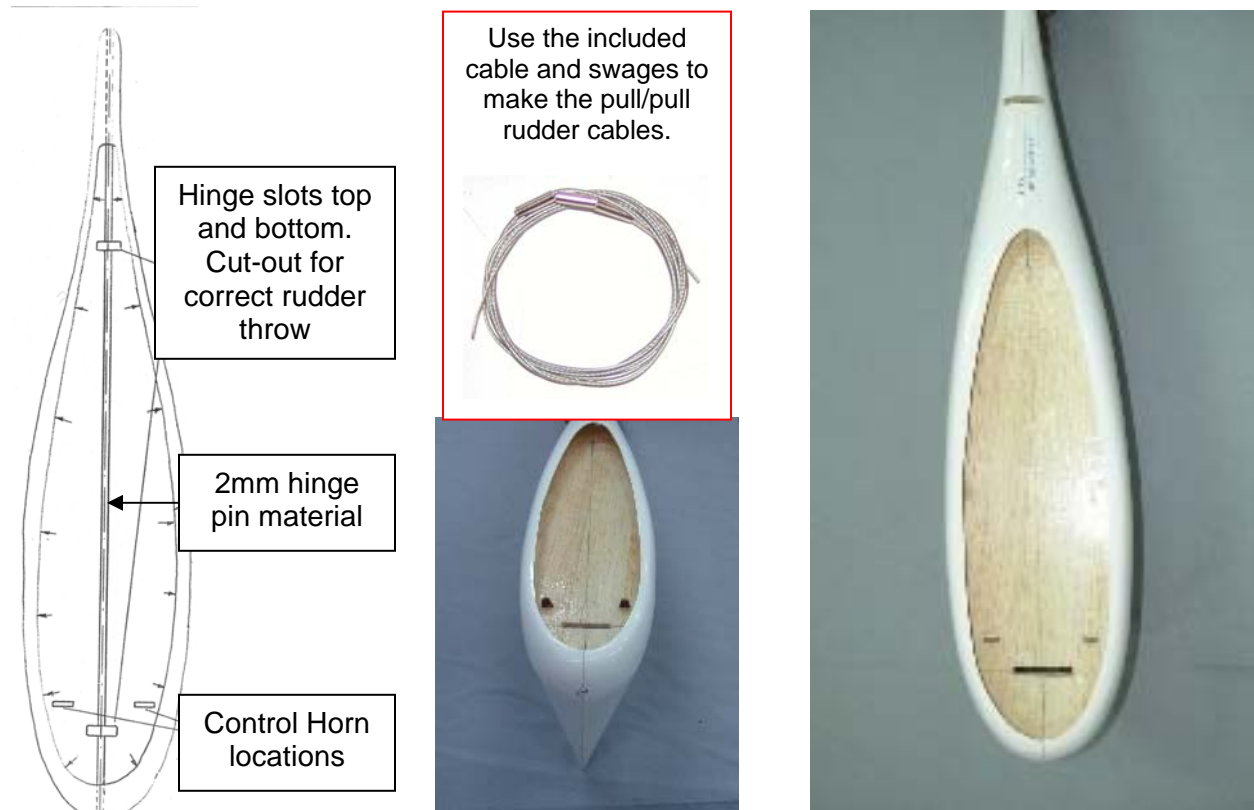 Hinge slots top
and bottom.
Cut-out for
correct rudder
throw
2mm hinge
pin material
Control Horn
locations
Use the included
cable and swages to
make the pull/pull
rudder cables.